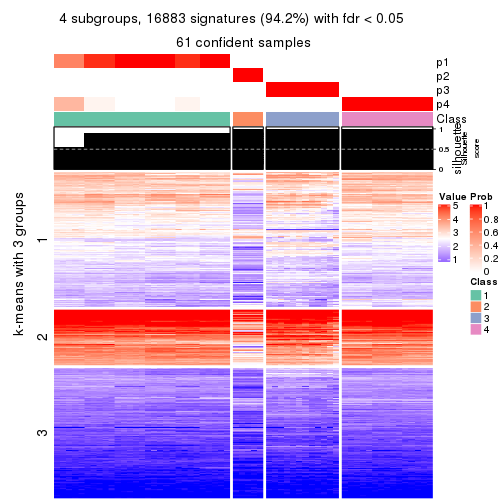 4 subgroups, 16883 signatures (94.2%) with fdr < 0.05
61 confident samples
p1
p2
p3
p4
Class
1
0.5
0
silhouette
Silhouette
score
k-means with 3 groups
1
2
3
Value
5
4
3
2
1
Prob
1
0.8
0.6
0.4
0.2
0
Class
1
2
3
4